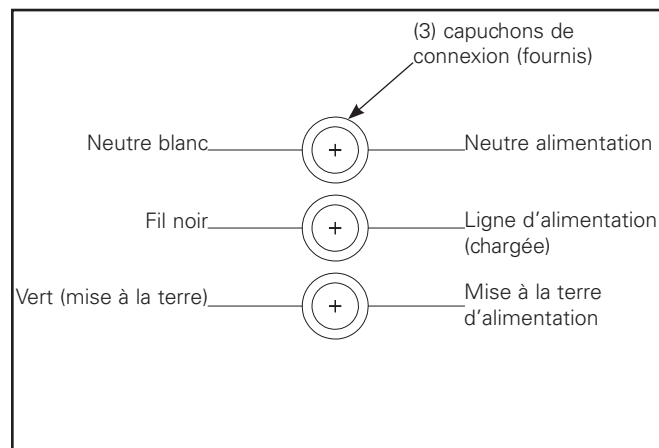 (3) capuchons de
connexion (fournis)
Neutre blanc
Neutre alimentation
Fil noir
Ligne d'alimentation
(chargée)
Vert (mise à la terre)
Mise à la terre
d'alimentation